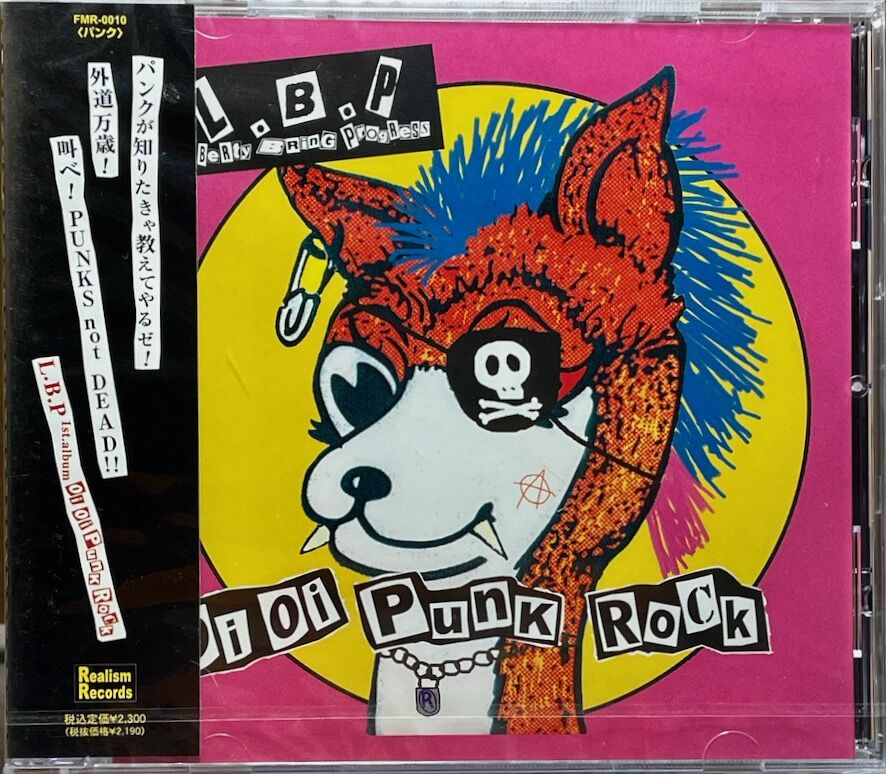 FMR-0010
〈パンク〉
パンクが知りたきゃ教えてやるゼ！
外道万歳！
叫べ！PUNKS not DEAD!!
L.B.P 1st.album Oi Oi Punk Rock
Realism
Records
税込定価¥2,300
(税抜価格¥2,190)
L.B.P
BeRty BRinG PRoGRess
Oi Oi Punk RoCk
R